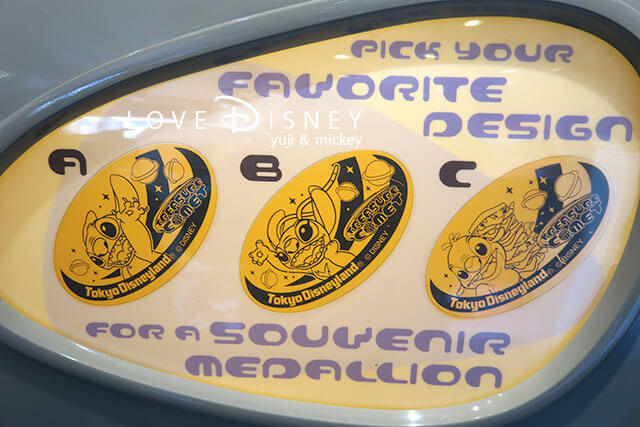 PICK YOUR
FAVORITE
DESIGN
LOVE DISNEY
yuji & mickey
A
B
C
TREASURE
COMET
© DISNEY
Tokyo Disneyland®
TREASURE
COMET
© DISNEY
Tokyo Disneyland®
TREASURE
COMET
© DISNEY
Tokyo Disneyland®
FOR A SOUVENIR
MEDALLION